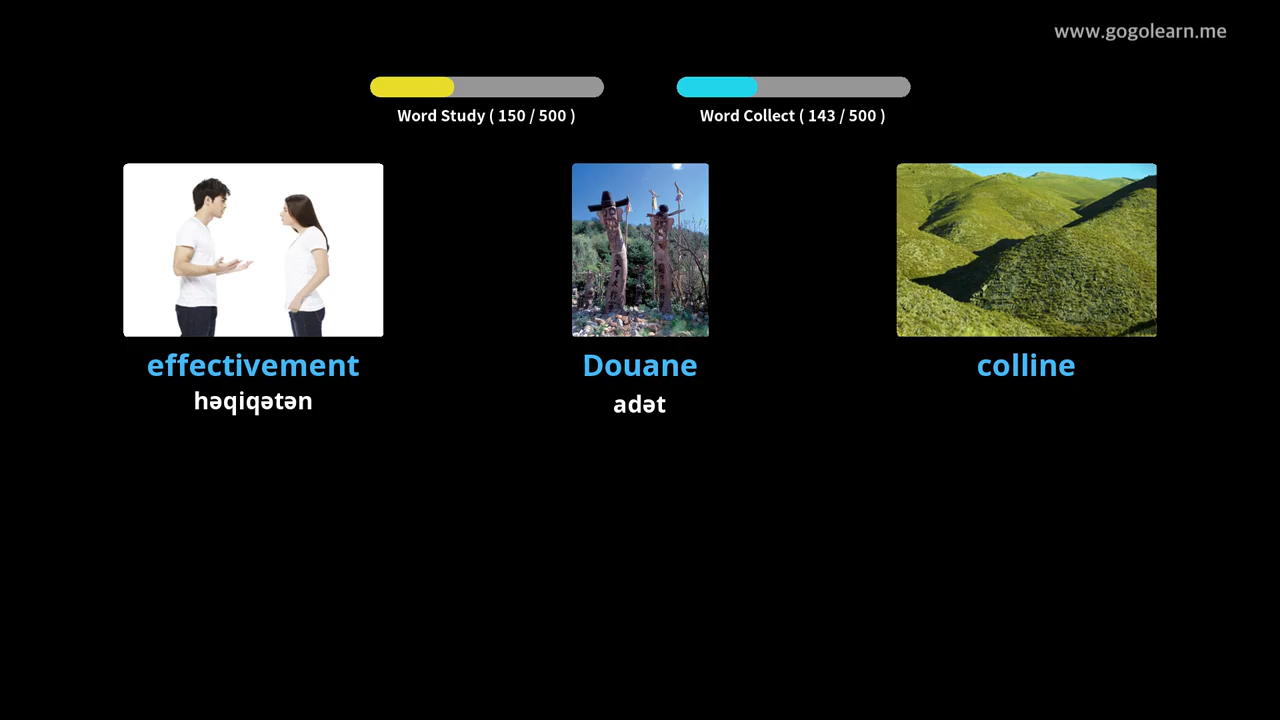 www.gogolearn.me
Word Study ( 150 / 500 )
Word Collect ( 143 / 500 )
effectivement
Douane
colline
həqiqətən
adət